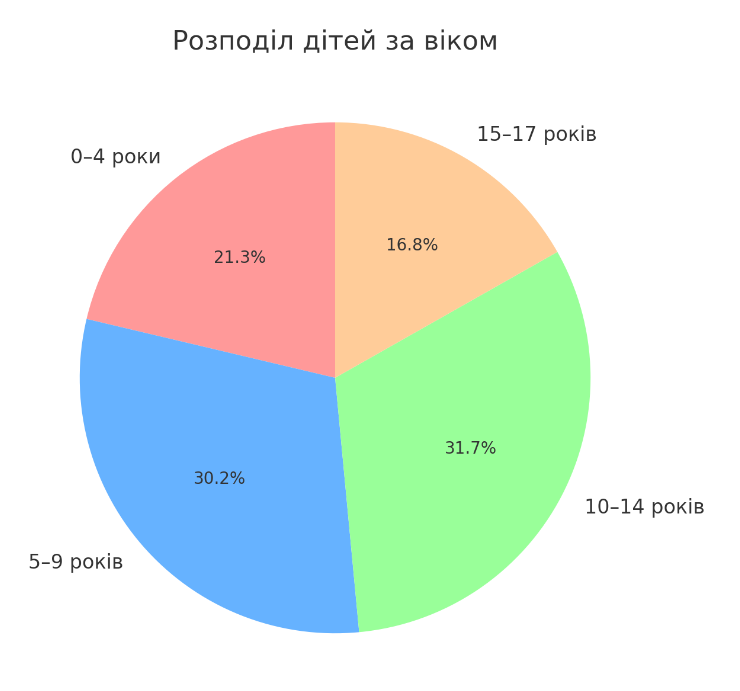 Розподіл дітей за віком
15–17 років
0–4 роки
16.8%
21.3%
31.7%
30.2%
10–14 років
5–9 років